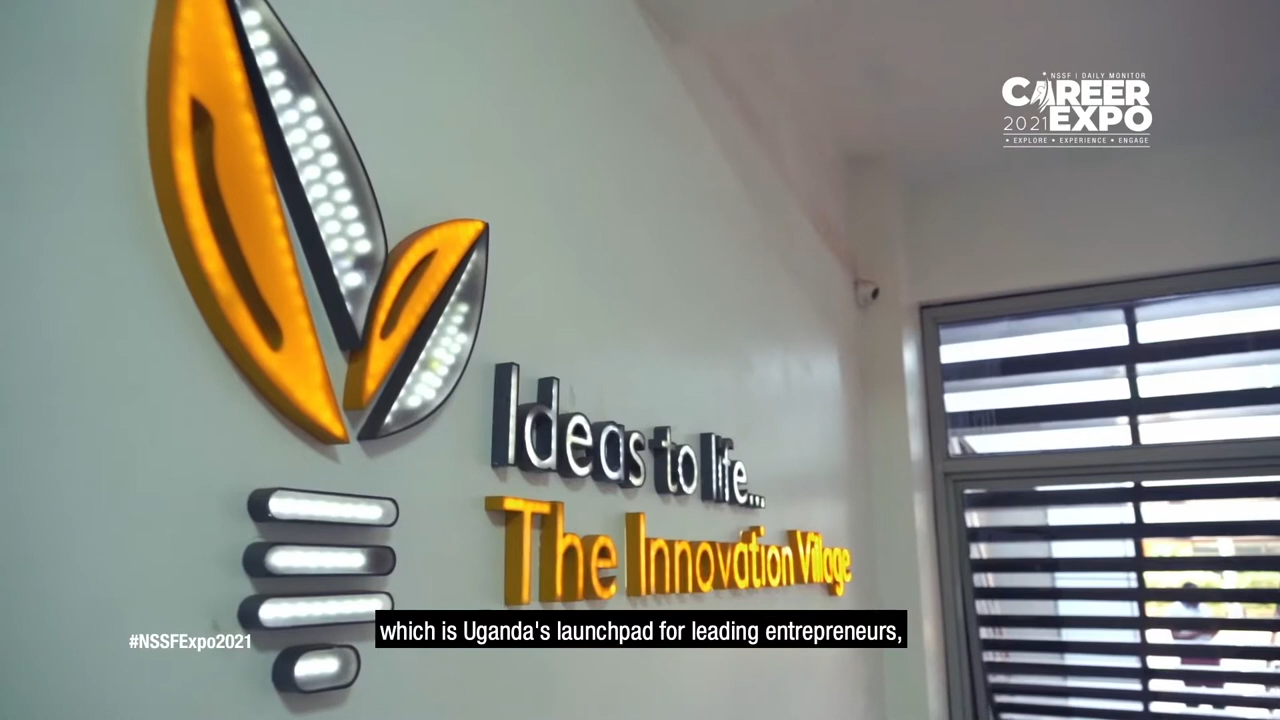 NSSF | DAILY MONITOR
CAREER
2021 EXPO
• EXPLORE • EXPERIENCE • ENGAGE
Ideas to life...
The Innovation Village
which is Uganda's launchpad for leading entrepreneurs,
#NSSFExpo2021